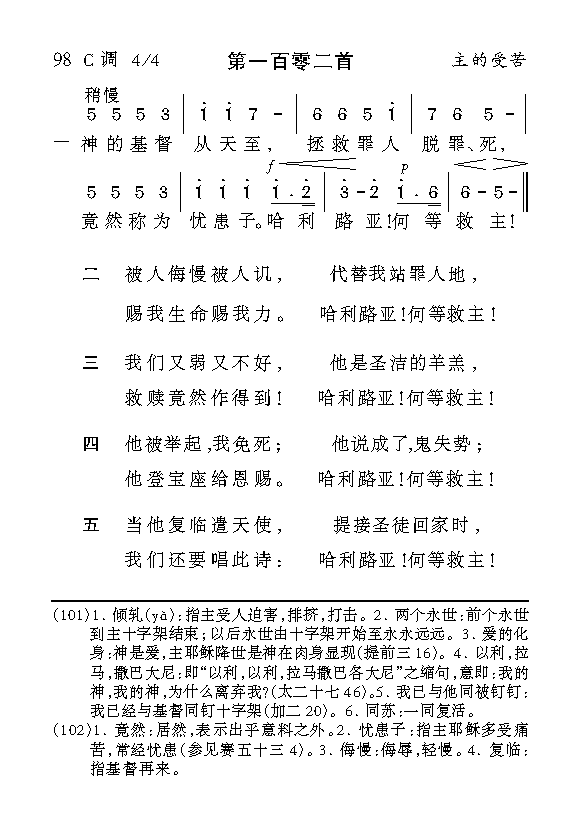 98 C 调 4/4 第一百零二首 主的受苦
稍慢
5 5 5 3 | i i 7 - | 6 6 5 i | 7 6 5 - |
一 神的基督 从天至， 拯救罪人 脱罪、死，
f p
5 5 5 3 | i i i i . 2 | 3 - 2 i . 6 | 6 - 5 - ‖
竟然称为 忧患子。哈利 路亚!何等救主!
二 被人侮慢被人讥， 代替我站罪人地，
赐我生命赐我力。 哈利路亚!何等救主!
三 我们又弱又不好， 他是圣洁的羊羔，
救赎竟然作得到! 哈利路亚!何等救主!
四 他被举起,我免死； 他说成了,鬼失势；
他登宝座给恩赐。 哈利路亚!何等救主!
五 当他复临遣天使， 提接圣徒回家时，
我们还要唱此诗： 哈利路亚!何等救主!
(101)1. 倾轧(yà)：指主受人迫害,排挤,打击。2. 两个永世：前个永世
到主十字架结束；以后永世由十字架开始至永永远远。3. 爱的化
身：神是爱,主耶稣降世是神在肉身显现(提前三16)。4. 以利,拉
马,撒巴大尼：即“以利,以利,拉马撒巴各大尼”之缩句,意即：我的
神,我的神,为什么离弃我?(太二十七46)。5. 我已与他同被钉钉：
我已经与基督同钉十字架(加二20)。6. 同苏：一同复活。
(102)1. 竟然：居然,表示出乎意料之外。2. 忧患子：指主耶稣多受痛
苦,常经忧患(参见赛五十三4)。3. 侮慢：侮辱,轻慢。4. 复临：
指基督再来。